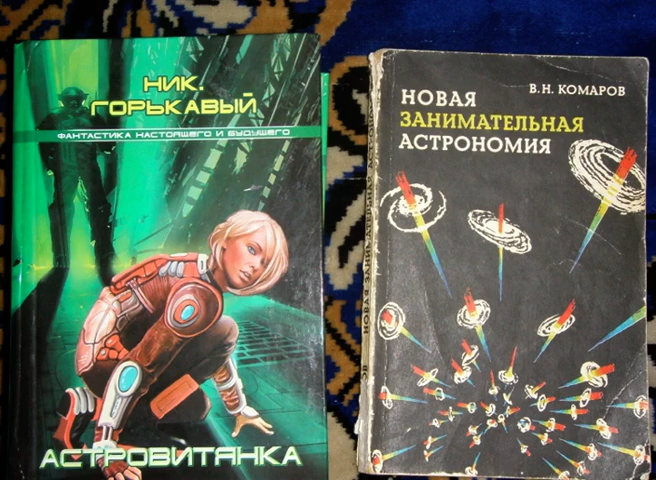 НИК.
ГОРЬКАВЫЙ
ФАНТАСТИКА НАСТОЯЩЕГО И БУДУЩЕГО
АСТРОВИТЯНКА
В.Н. КОМАРОВ
НОВАЯ
ЗАНИМАТЕЛЬНАЯ
АСТРОНОМИЯ